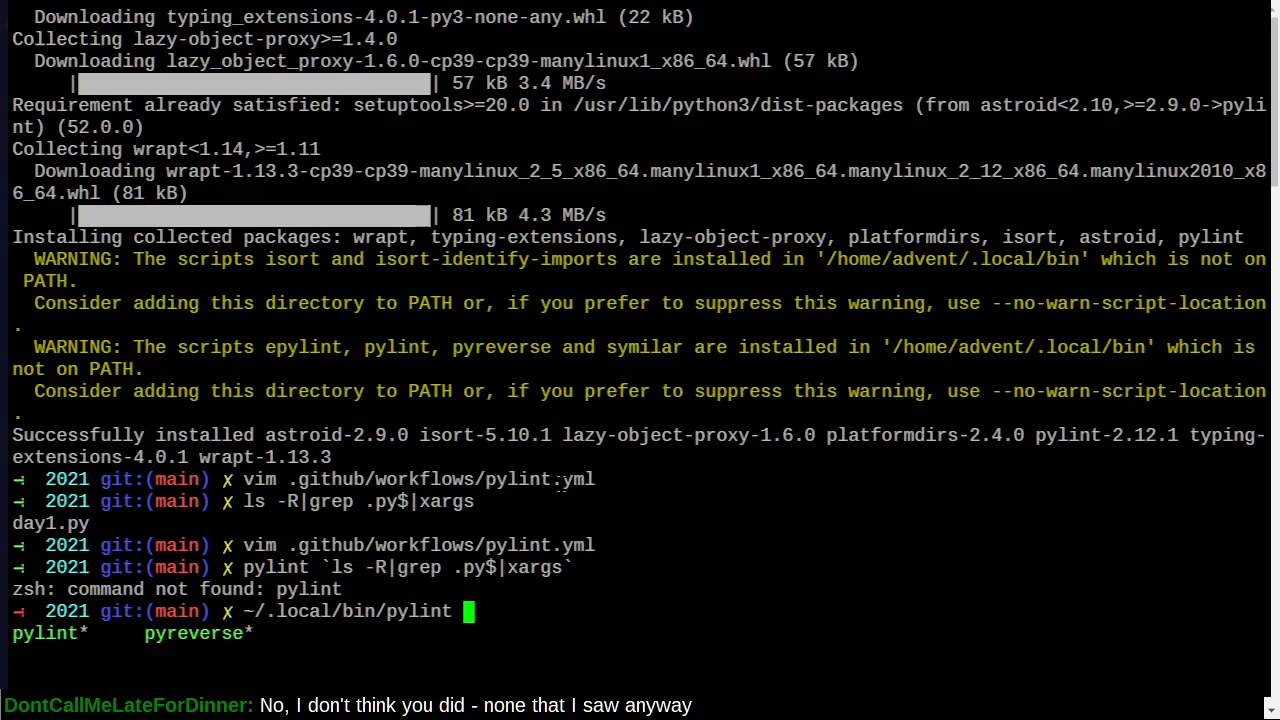 Downloading typing_extensions-4.0.1-py3-none-any.whl (22 kB)
Collecting lazy-object-proxy>=1.4.0
Downloading lazy_object_proxy-1.6.0-cp39-cp39-manylinux1_x86_64.whl (57 kB)
| | 57 kB 3.4 MB/s
Requirement already satisfied: setuptools>=20.0 in /usr/lib/python3/dist-packages (from astroid<2.10,>=2.9.0->pyli
nt) (52.0.0)
Collecting wrapt<1.14,>=1.11
Downloading wrapt-1.13.3-cp39-cp39-manylinux_2_5_x86_64.manylinux1_x86_64.manylinux_2_12_x86_64.manylinux2010_x8
6_64.whl (81 kB)
| | 81 kB 4.3 MB/s
Installing collected packages: wrapt, typing-extensions, lazy-object-proxy, platformdirs, isort, astroid, pylint
WARNING: The scripts isort and isort-identify-imports are installed in '/home/advent/.local/bin' which is not on
PATH.
Consider adding this directory to PATH or, if you prefer to suppress this warning, use --no-warn-script-location
.
WARNING: The scripts epylint, pylint, pyreverse and symilar are installed in '/home/advent/.local/bin' which is
not on PATH.
Consider adding this directory to PATH or, if you prefer to suppress this warning, use --no-warn-script-location
.
Successfully installed astroid-2.9.0 isort-5.10.1 lazy-object-proxy-1.6.0 platformdirs-2.4.0 pylint-2.12.1 typing-
extensions-4.0.1 wrapt-1.13.3
→ 2021 git:(main) ✗ vim .github/workflows/pylint.yml
→ 2021 git:(main) ✗ ls -R|grep .py$|xargs
day1.py
→ 2021 git:(main) ✗ vim .github/workflows/pylint.yml
→ 2021 git:(main) ✗ pylint `ls -R|grep .py$|xargs`
zsh: command not found: pylint
→ 2021 git:(main) ✗ ~/.local/bin/pylint
pylint* pyreverse*
DontCallMeLateForDinner: No, I don't think you did - none that I saw anyway